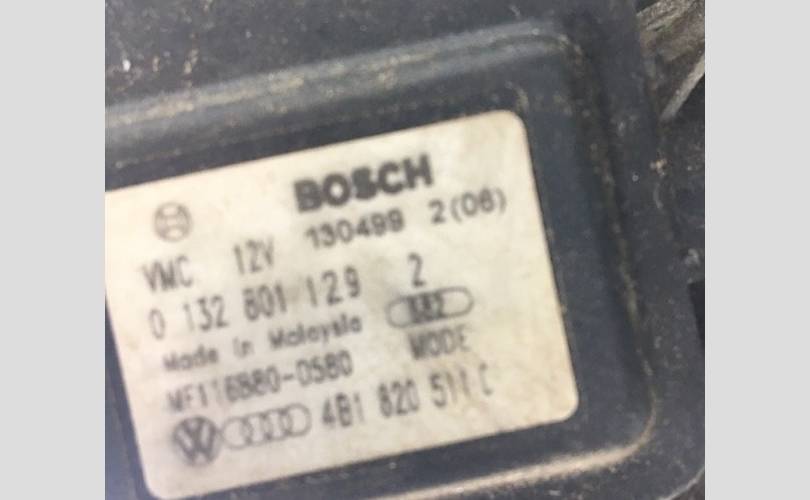 BOSCH
VMC 12V 130499 2(06)
0 132 801 129 2
Made in Malaysia
MF116880-0580 MODE
4B1 820 511 C